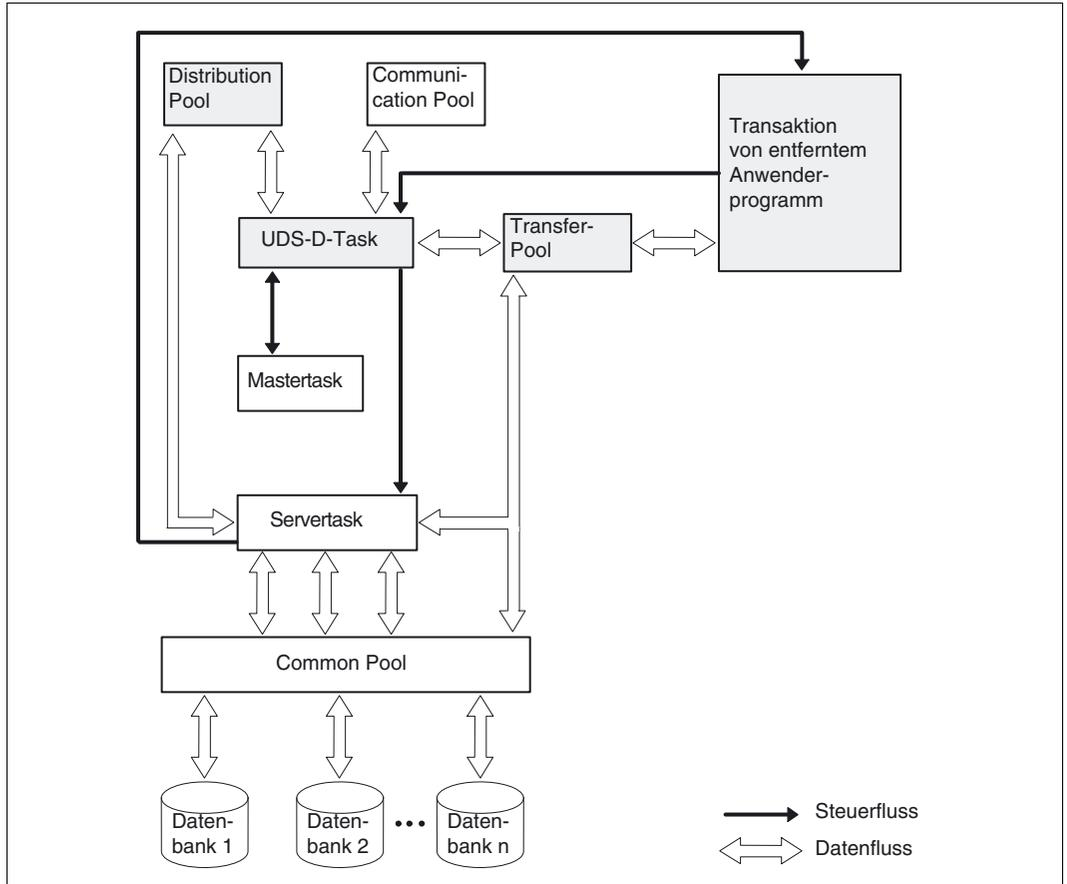 Distribution
Pool
Communi-
cation Pool
Transaktion
von entferntem
Anwender-
programm
UDS-D-Task
Transfer-
Pool
Mastertask
Servertask
Common Pool
Daten-
bank 1
Daten-
bank 2
•••
Daten-
bank n
Steuerfluss
Datenfluss